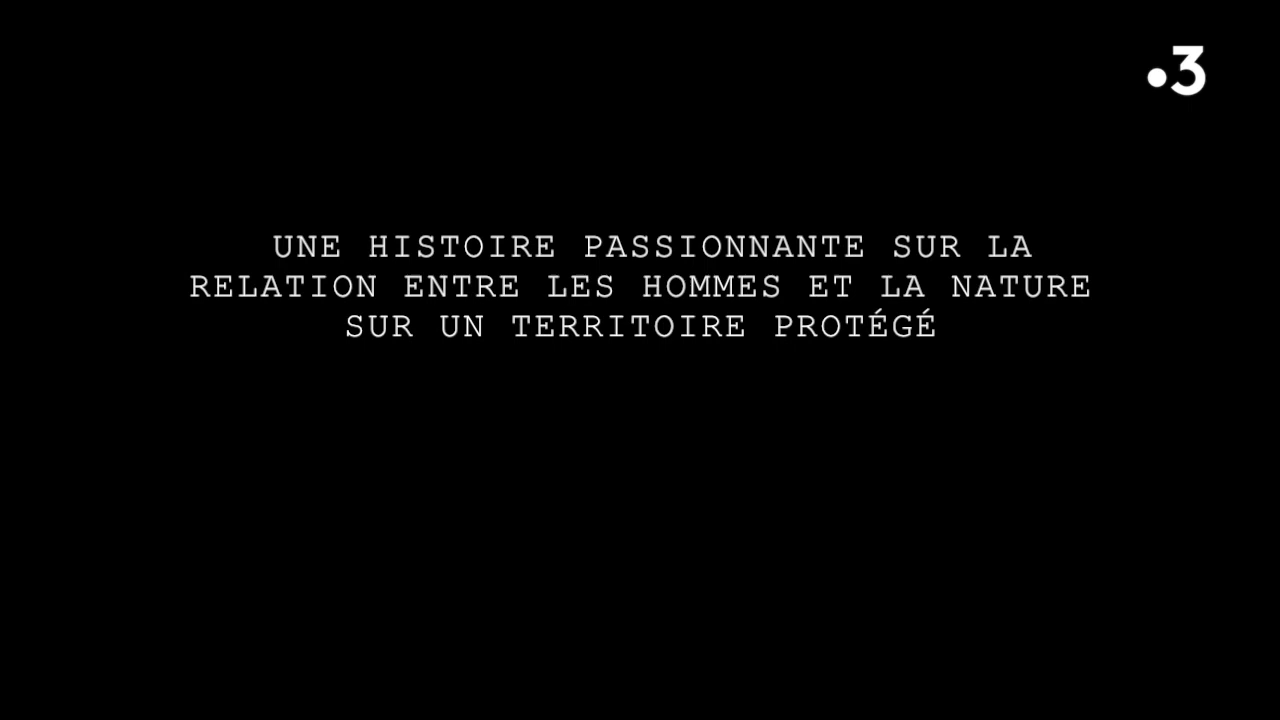 .3
UNE HISTOIRE PASSIONNANTE SUR LA
RELATION ENTRE LES HOMMES ET LA NATURE
SUR UN TERRITOIRE PROTÉGÉ